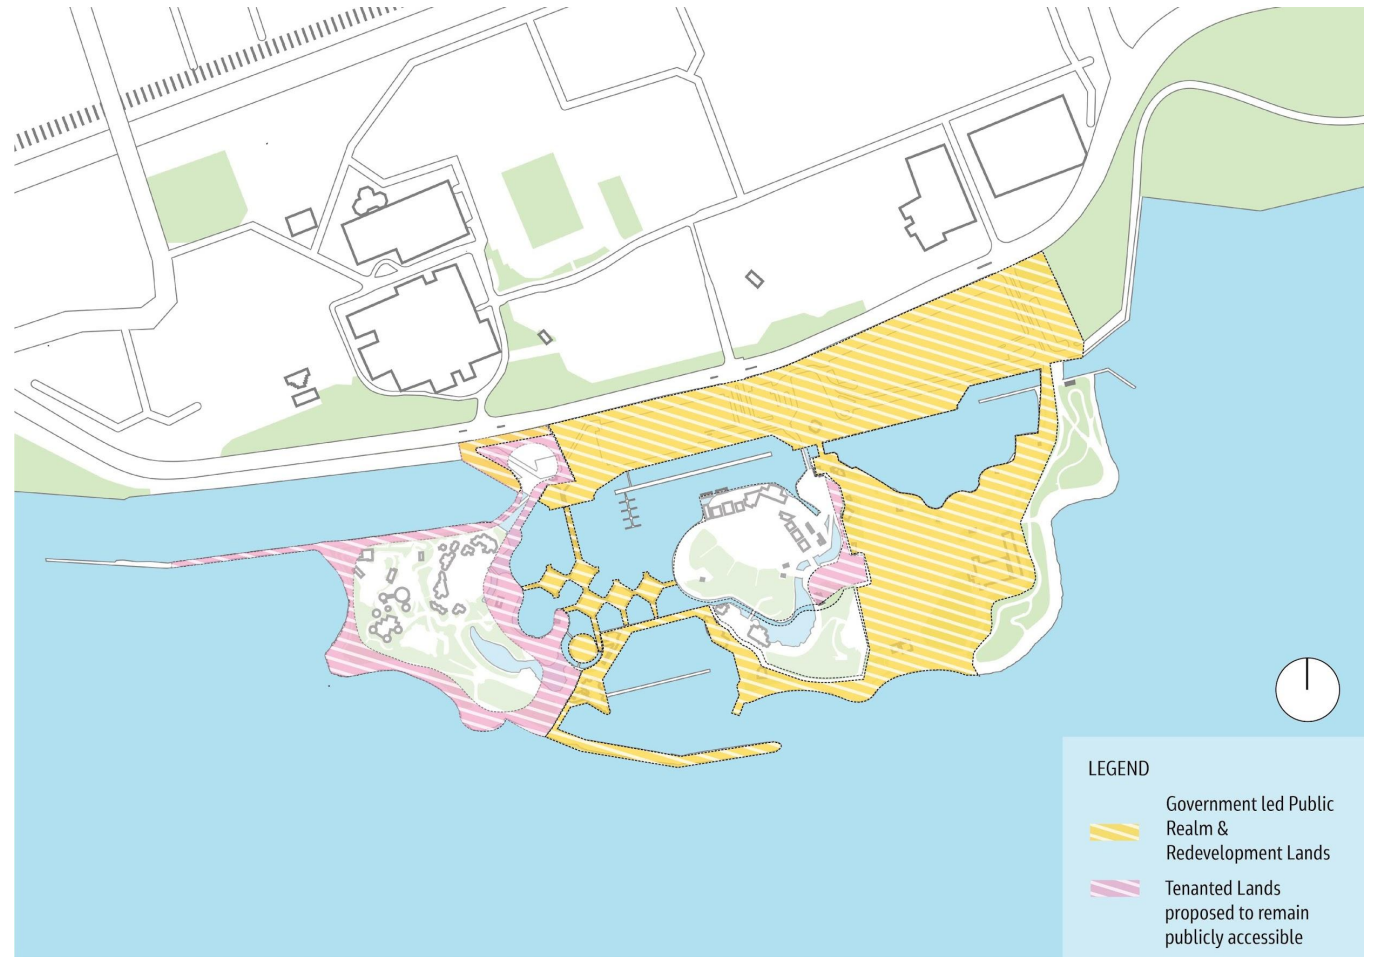 LEGEND
Government led Public
Realm &
Redevelopment Lands
Tenanted Lands
proposed to remain
publicly accessible